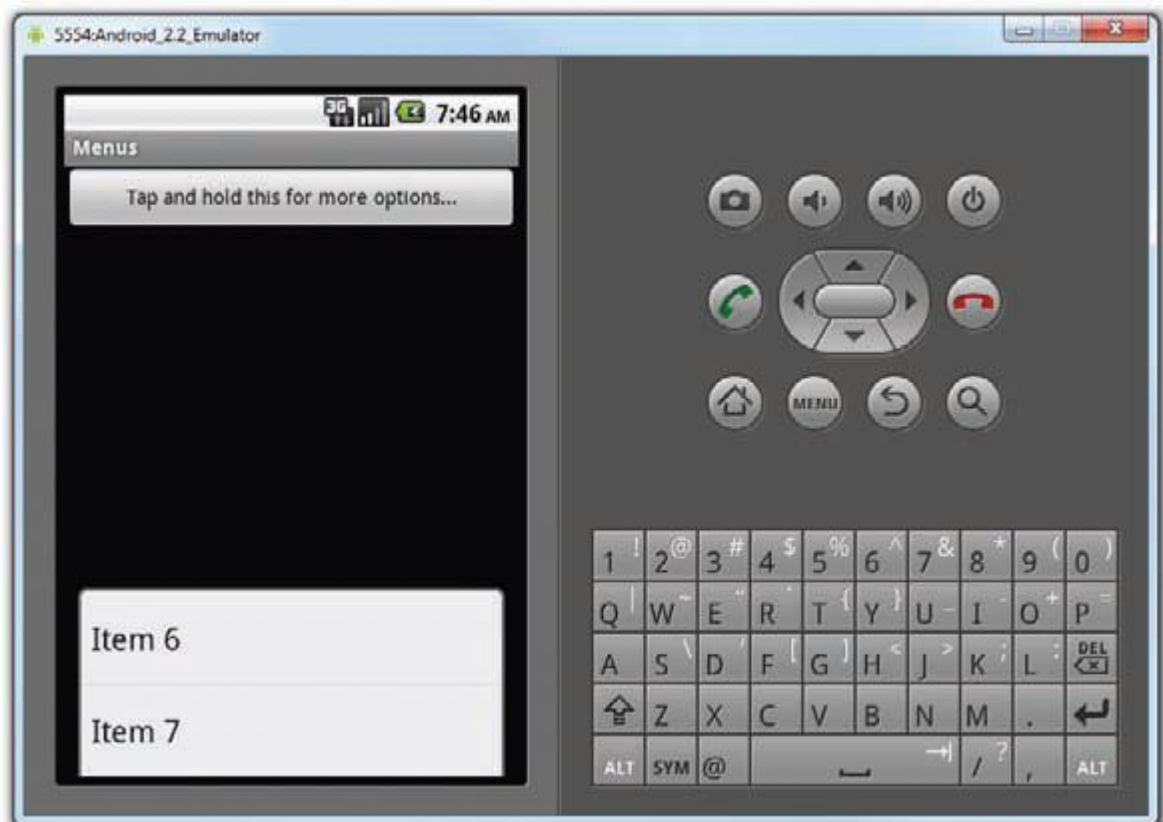 5554:Android_2.2_Emulator
3G
7:46 AM
Menus
Tap and hold this for more options...
Item 6
Item 7
MENU
1 ! 2 @ 3 # 4 $ 5 % 6 ^ 7 & 8 * 9 ( 0 )
Q | W ~ E " R ` T { Y } U _ I - O + P =
A S \ D ' F [ G ] H < J > K ; L : DEL
Z X C V B N M .
ALT SYM @ / ? , ALT